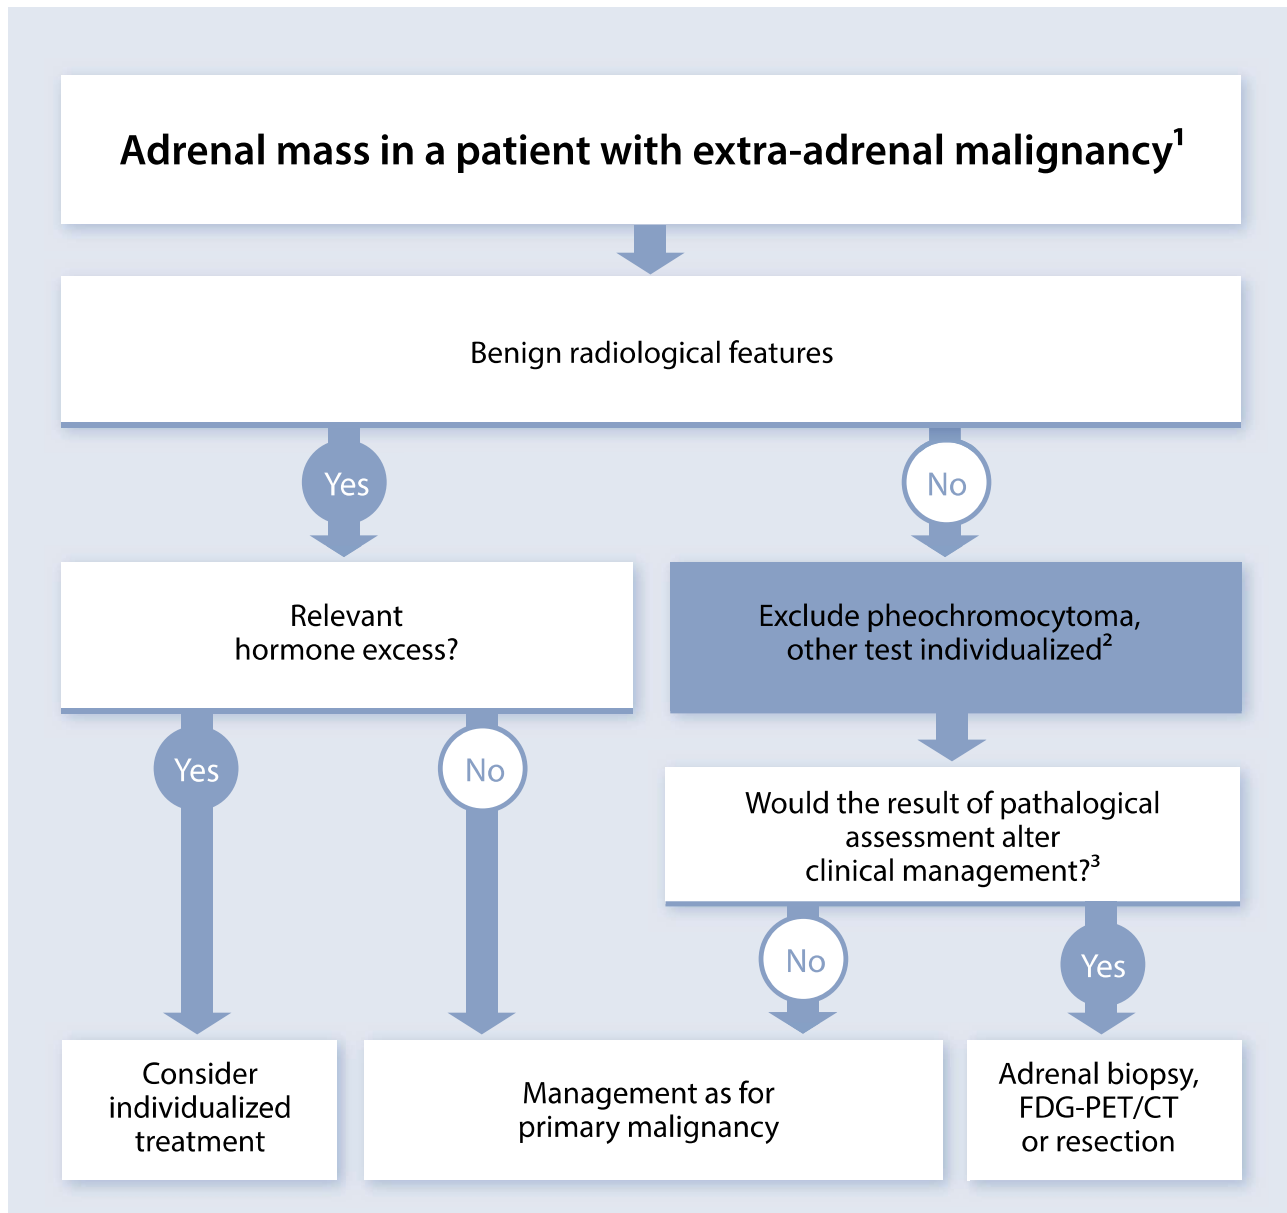 Adrenal mass in a patient with extra-adrenal malignancy¹
Benign radiological features
Yes
No
Relevant
hormone excess?
Exclude pheochromocytoma,
other test individualized²
Yes
No
Would the result of pathalogical
assessment alter
clinical management?³
No
Yes
Consider
individualized
treatment
Management as for
primary malignancy
Adrenal biopsy,
FDG-PET/CT
or resection